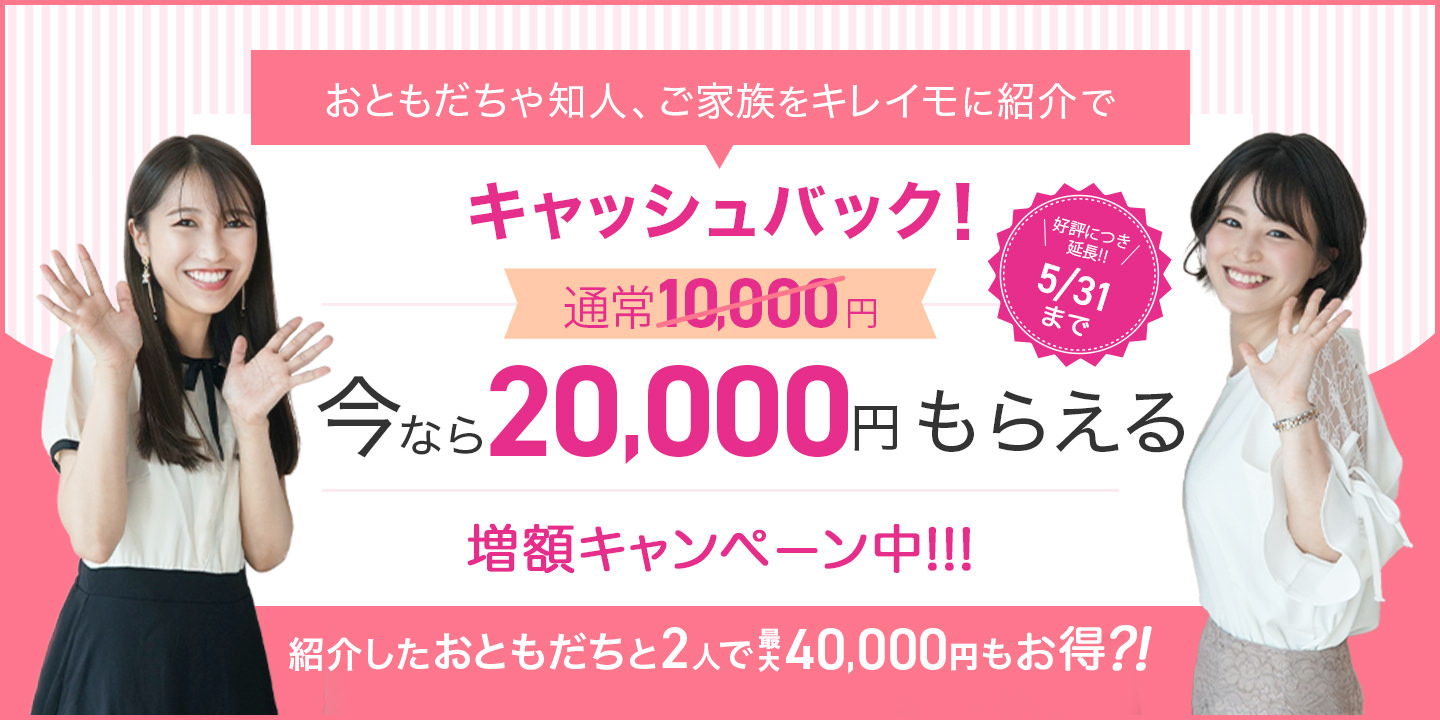 おともだちや知人、ご家族をキレイモに紹介で
キャッシュバック!
好評につき
延長!!
5/31
まで
通常10,000円
今なら20,000円もらえる
増額キャンペーン中!!!
紹介したおともだちと2人で最大40,000円もお得?!